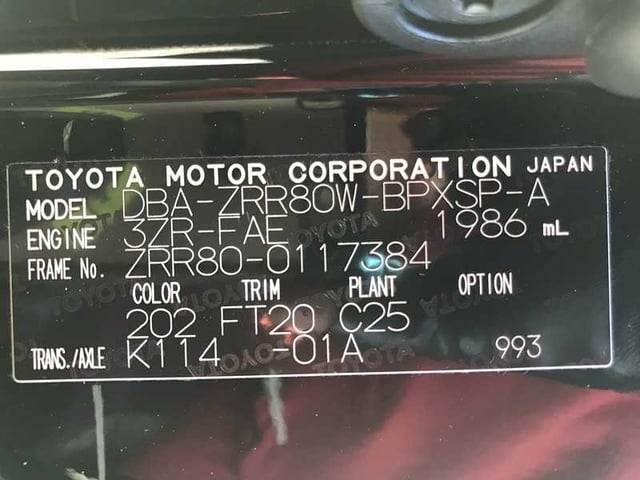 TOYOTA MOTOR CORPORATION JAPAN
MODEL DBA-ZRR80W-BPXSP-A
ENGINE 3ZR-FAE 1986 mL
FRAME No. ZRR80-0117384
COLOR TRIM PLANT OPTION
202 FT20 C25
TRANS./AXLE K114 -01A 993